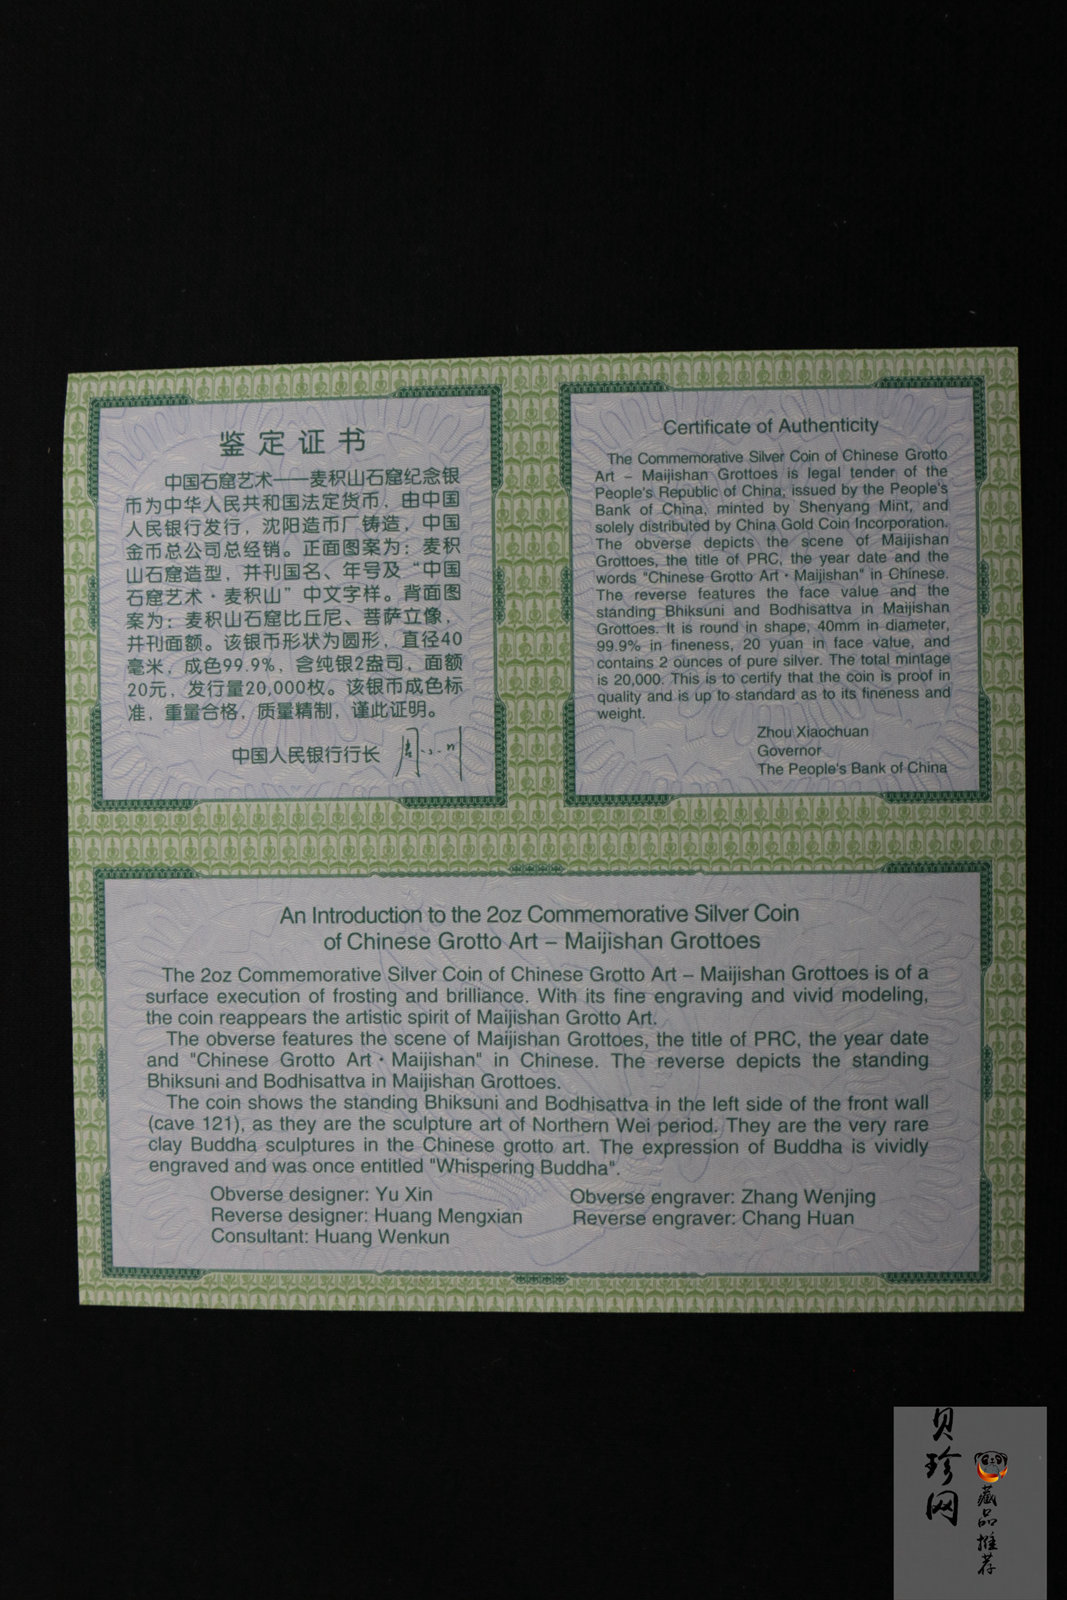 鉴定证书
中国石窟艺术——麦积山石窟纪念银
币为中华人民共和国法定货币，由中国
人民银行发行，沈阳造币厂铸造，中国
金币总公司总经销。正面图案为：麦积
山石窟造型，并刊国名、年号及“中国
石窟艺术·麦积山”中文字样。背面图
案为：麦积山石窟比丘尼、菩萨立像，
并刊面额。该银币形状为圆形，直径40
毫米，成色99.9%，含纯银2盎司，面额
20元，发行量20,000枚。该银币成色标
准，重量合格，质量精制，谨此证明。
中国人民银行行长
Certificate of Authenticity
The Commemorative Silver Coin of Chinese Grotto
Art – Maijishan Grottoes is legal tender of the
People's Republic of China, issued by the People's
Bank of China, minted by Shenyang Mint, and
solely distributed by China Gold Coin Incorporation.
The obverse depicts the scene of Maijishan
Grottoes, the title of PRC, the year date and the
words "Chinese Grotto Art · Maijishan" in Chinese.
The reverse features the face value and the
standing Bhiksuni and Bodhisattva in Maijishan
Grottoes. It is round in shape, 40mm in diameter,
99.9% in fineness, 20 yuan in face value, and
contains 2 ounces of pure silver. The total mintage
is 20,000. This is to certify that the coin is proof in
quality and is up to standard as to its fineness and
weight.
Zhou Xiaochuan
Governor
The People's Bank of China
An Introduction to the 2oz Commemorative Silver Coin
of Chinese Grotto Art – Maijishan Grottoes
The 2oz Commemorative Silver Coin of Chinese Grotto Art – Maijishan Grottoes is of a
surface execution of frosting and brilliance. With its fine engraving and vivid modeling,
the coin reappears the artistic spirit of Maijishan Grotto Art.
The obverse features the scene of Maijishan Grottoes, the title of PRC, the year date
and "Chinese Grotto Art · Maijishan" in Chinese. The reverse depicts the standing
Bhiksuni and Bodhisattva in Maijishan Grottoes.
The coin shows the standing Bhiksuni and Bodhisattva in the left side of the front wall
(cave 121), as they are the sculpture art of Northern Wei period. They are the very rare
clay Buddha sculptures in the Chinese grotto art. The expression of Buddha is vividly
engraved and was once entitled "Whispering Buddha".
Obverse designer: Yu Xin
Obverse engraver: Zhang Wenjing
Reverse designer: Huang Mengxian
Reverse engraver: Chang Huan
Consultant: Huang Wenkun
贝珍网
藏品推荐